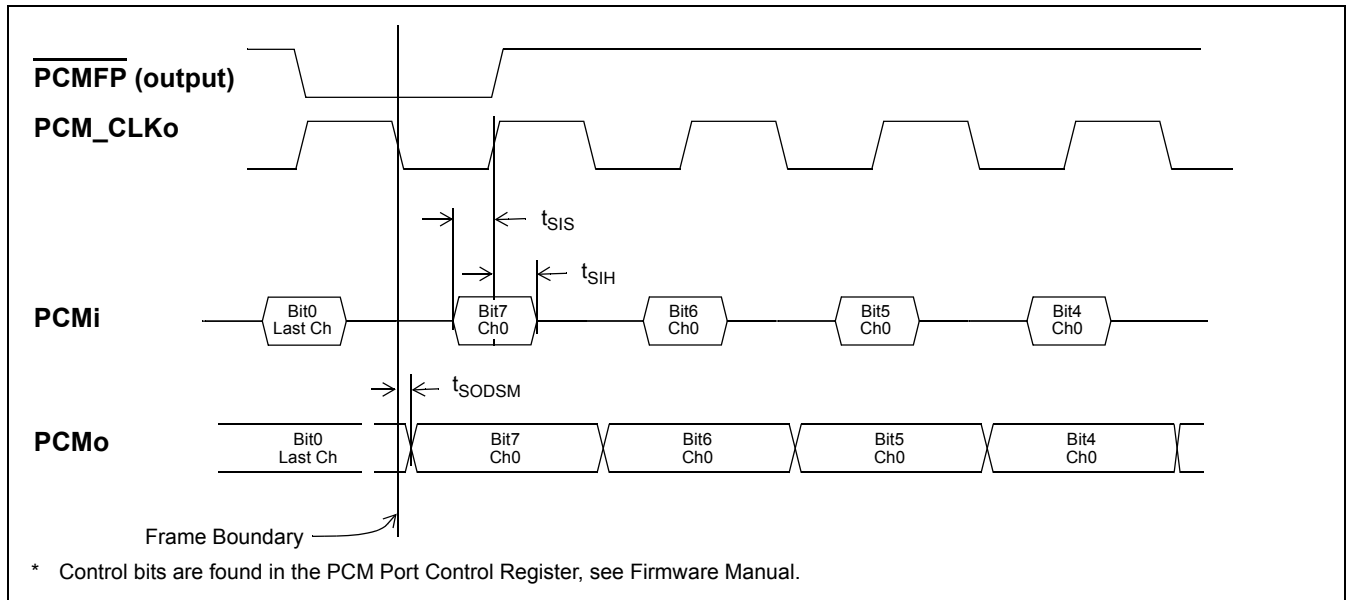 PCMFP (output)
PCM_CLKo
tSIS
tSIH
PCMi
Bit0
Last Ch
Bit7
Ch0
Bit6
Ch0
Bit5
Ch0
Bit4
Ch0
tSODSM
PCMo
Bit0
Last Ch
Bit7
Ch0
Bit6
Ch0
Bit5
Ch0
Bit4
Ch0
Frame Boundary
* Control bits are found in the PCM Port Control Register, see Firmware Manual.